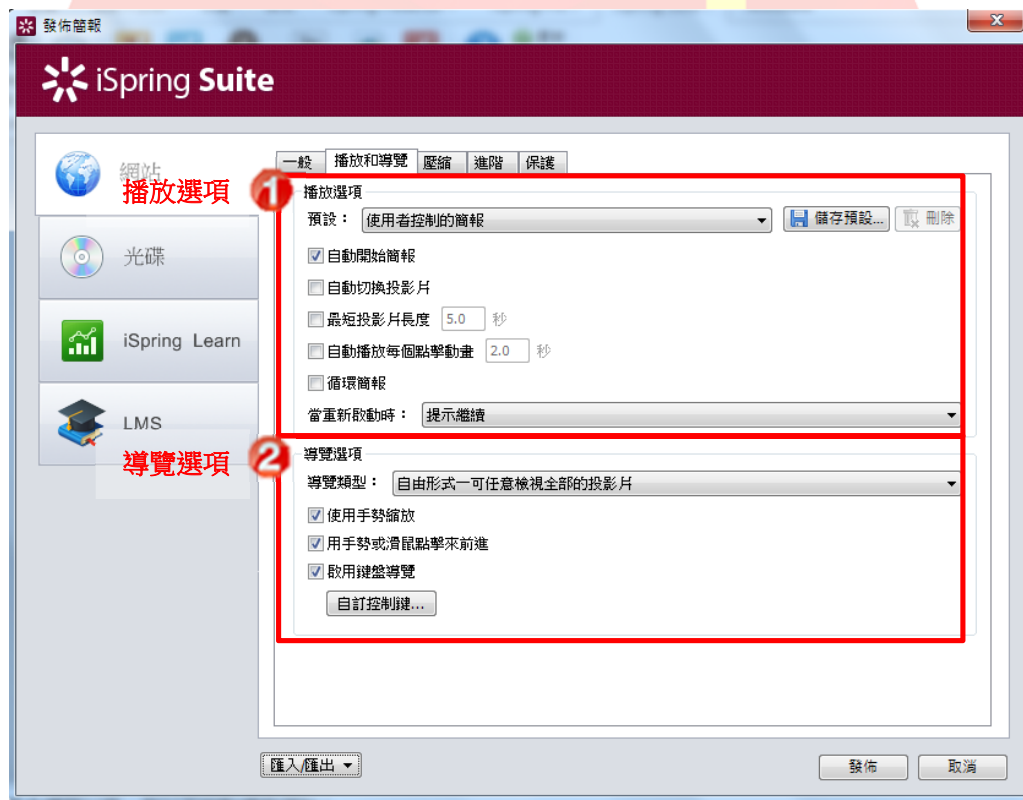 發佈簡報
iSpring Suite
網站
播放選項
光碟
iSpring Learn
LMS
導覽選項
一般 播放和導覽 壓縮 進階 保護
1
播放選項
預設： 使用者控制的簡報 儲存預設... 刪除
自動開始簡報
自動切換投影片
最短投影片長度 5.0 秒
自動播放每個點擊動畫 2.0 秒
循環簡報
當重新啟動時： 提示繼續
2
導覽選項
導覽類型： 自由形式一可任意檢視全部的投影片
使用手勢縮放
用手勢或滑鼠點擊來前進
啟用鍵盤導覽
自訂控制鍵...
匯入/匯出 發佈 取消